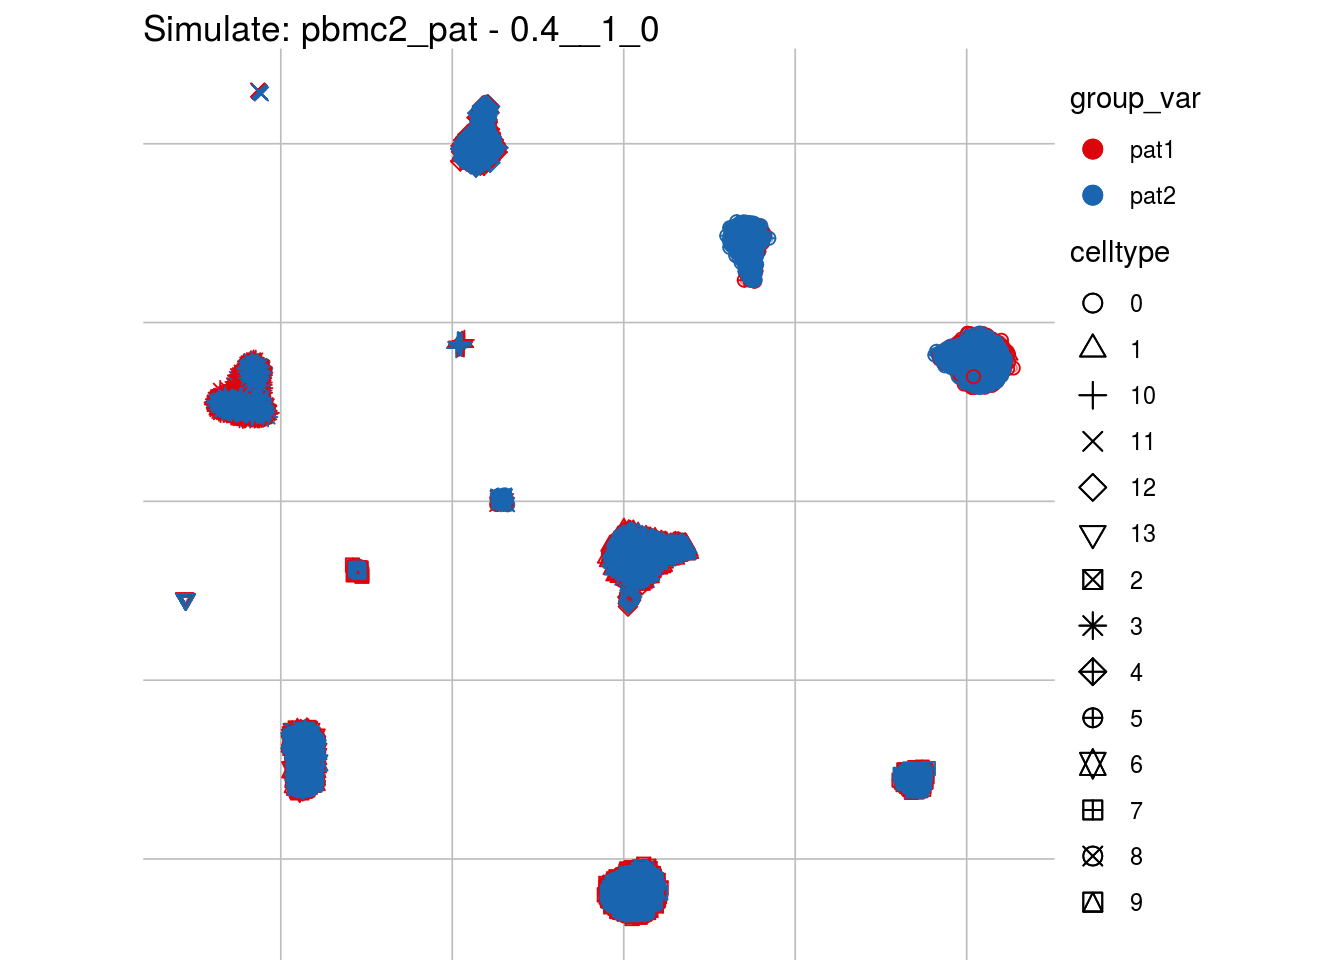 Simulate: pbmc2_pat - 0.4__1_0
group_var
pat1
pat2
celltype
0
1
10
11
12
13
2
3
4
5
6
7
8
9